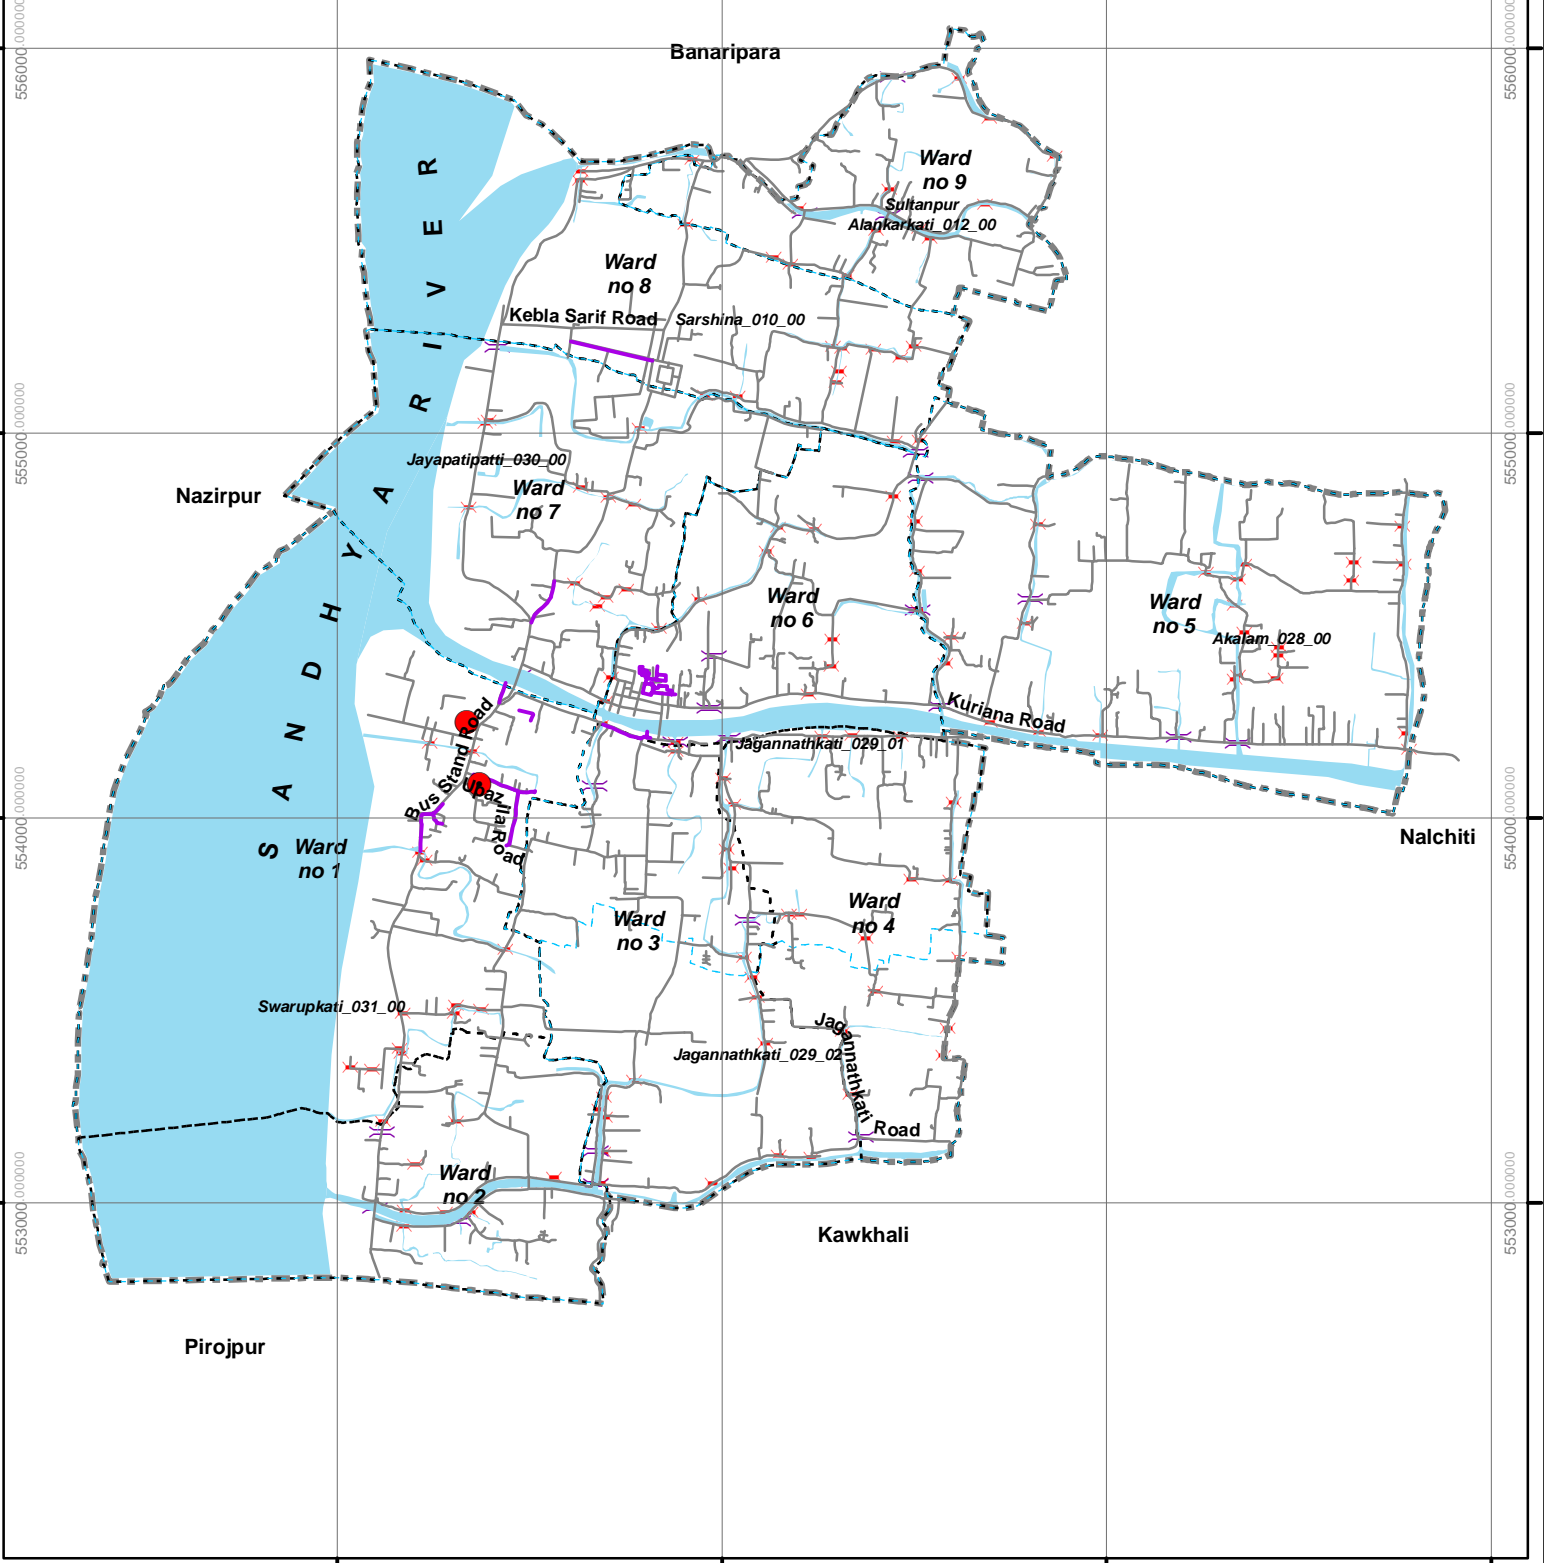 Banaripara
556000.000000
556000.000000
Ward
no 9
Sultanpur
Alankarkati_012_00
Ward
no 8
Kebla Sarif Road
Sarshina_010_00
555000.000000
555000.000000
Jayapatipatti_030_00
Nazirpur
Ward
no 7
SANDHYA RIVER
Ward
no 6
Ward
no 5
Akalam_028_00
Kuriana Road
Jagannathkati_029_01
Bus Stand Road
Upazilla Road
554000.000000
554000.000000
Nalchiti
Ward
no 1
Ward
no 3
Ward
no 4
Swarupkati_031_00
Jagannathkati_029_02
Jagannathkati Road
Ward
no 2
553000.000000
553000.000000
Kawkhali
Pirojpur